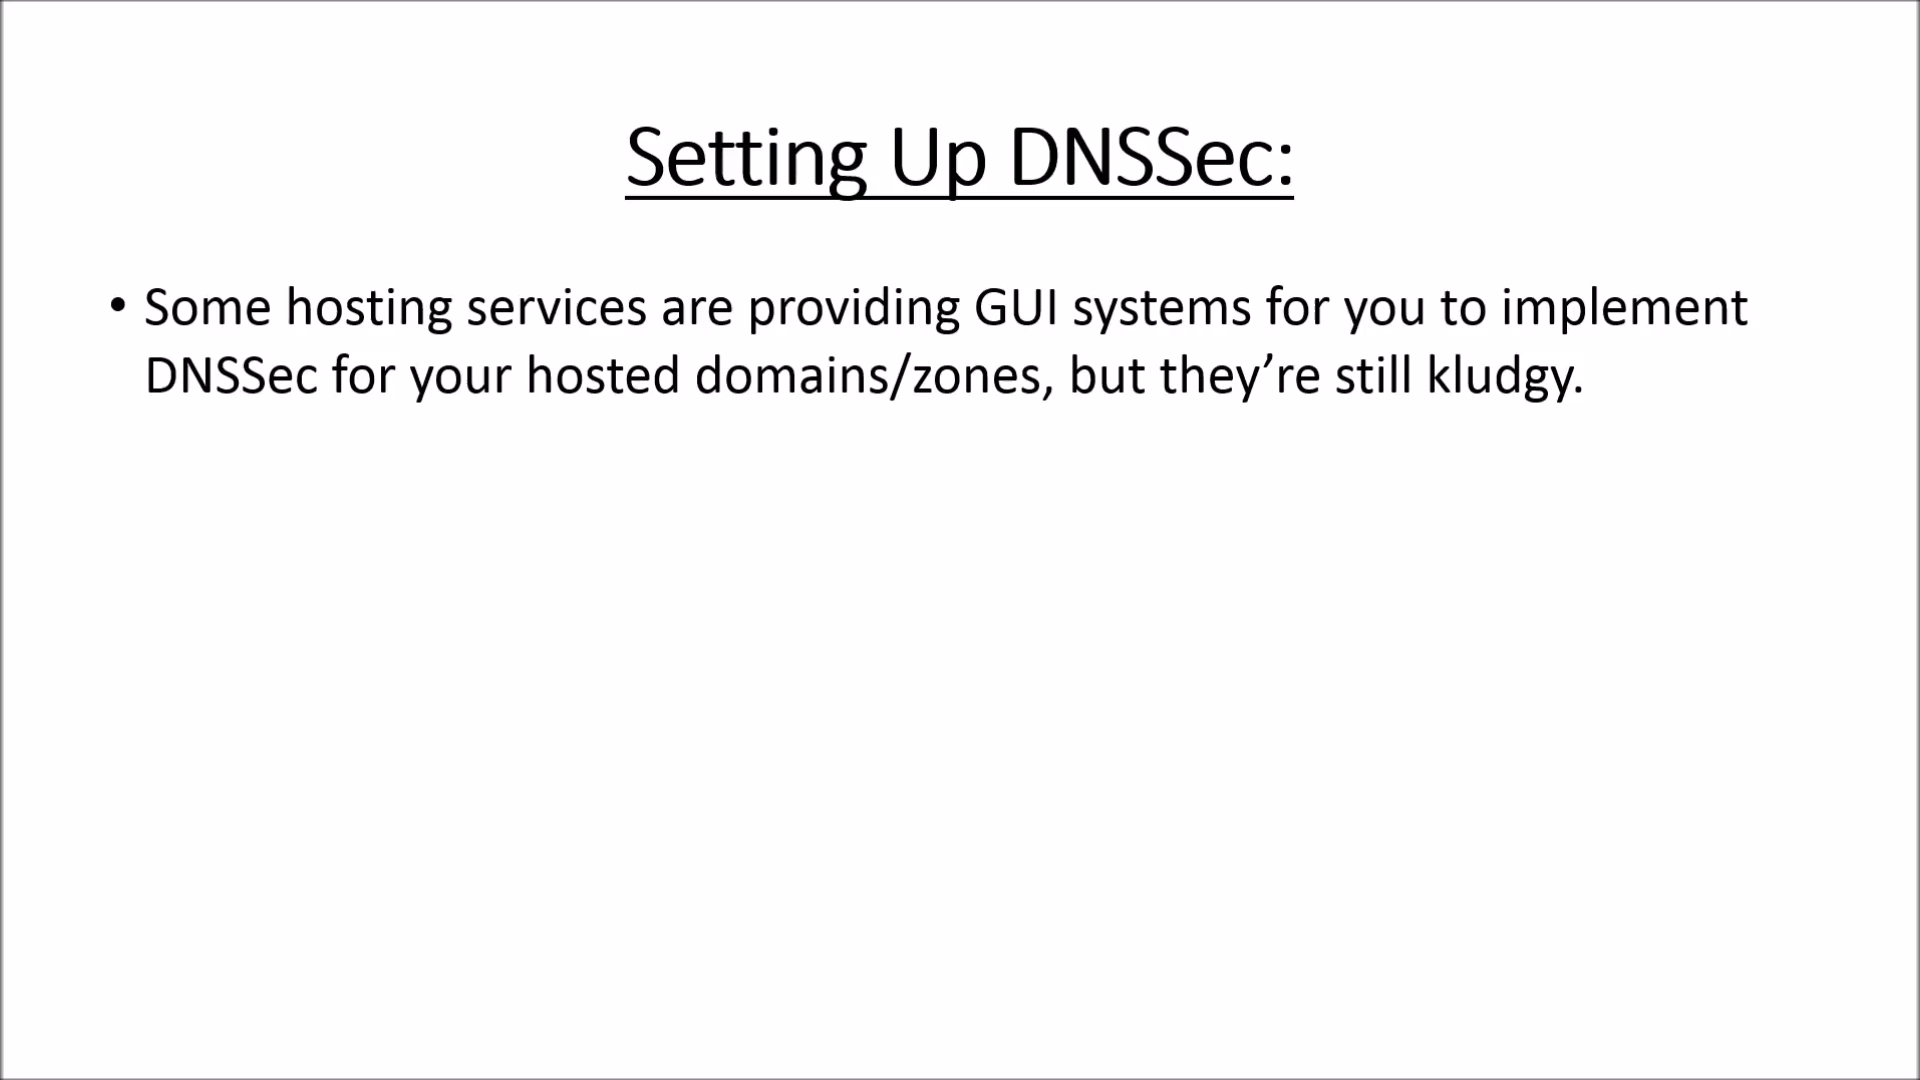 Setting Up DNSSec:
• Some hosting services are providing GUI systems for you to implement
DNSSec for your hosted domains/zones, but they’re still kludgy.